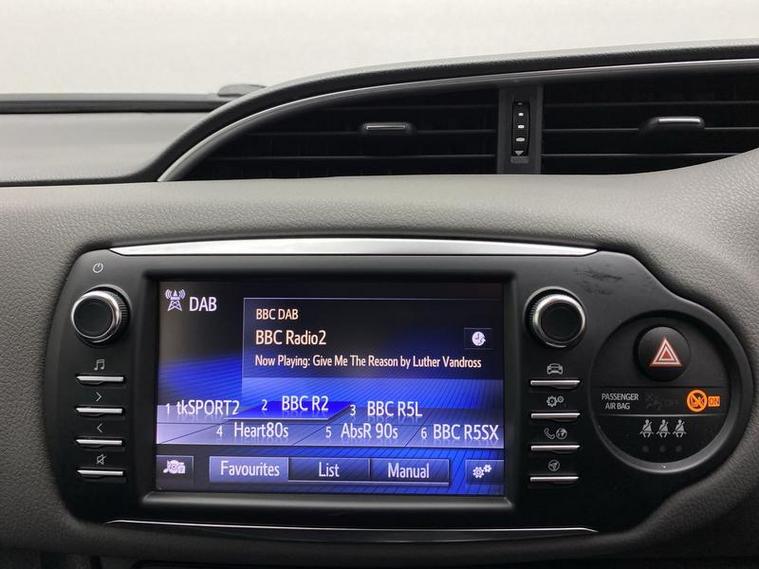 DAB
BBC DAB
BBC Radio2
Now Playing: Give Me The Reason by Luther Vandross
1 tkSPORT2 2 BBC R2 3 BBC R5L
4 Heart80s 5 AbsR 90s 6 BBC R5SX
Favourites List Manual
PASSENGER
AIR BAG
ON